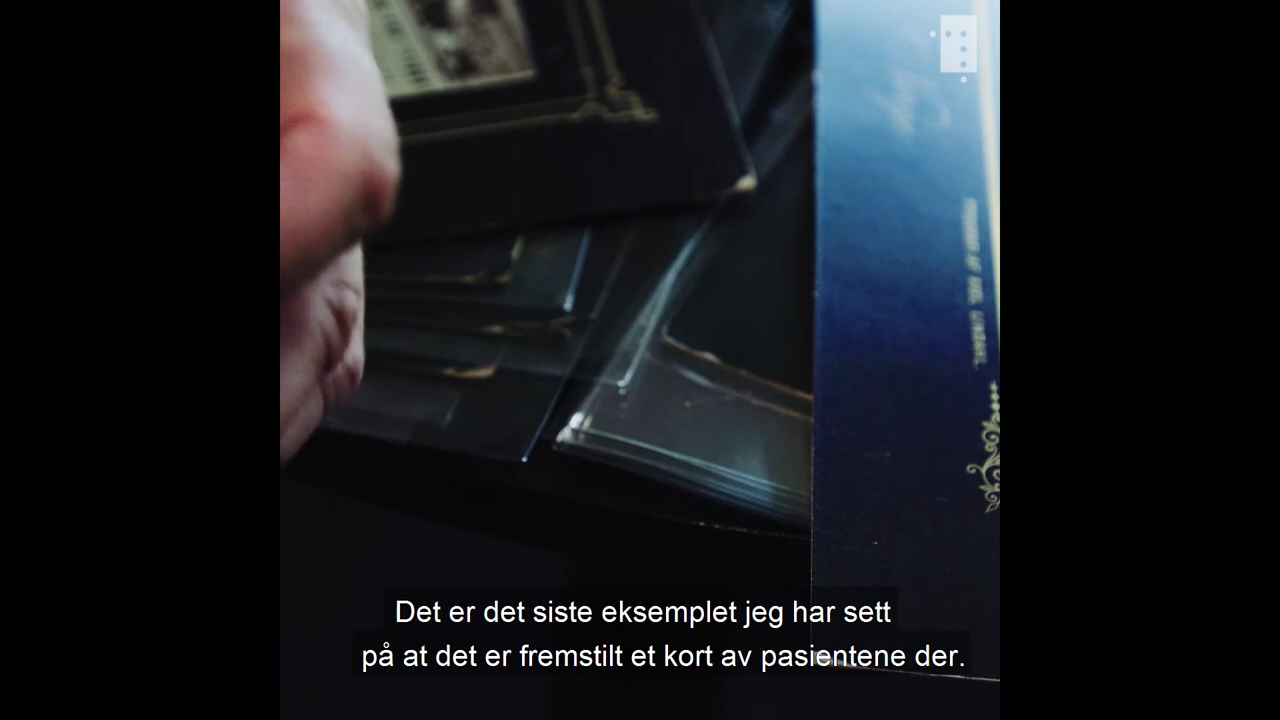 Det er det siste eksemplet jeg har sett
på at det er fremstilt et kort av pasientene der.